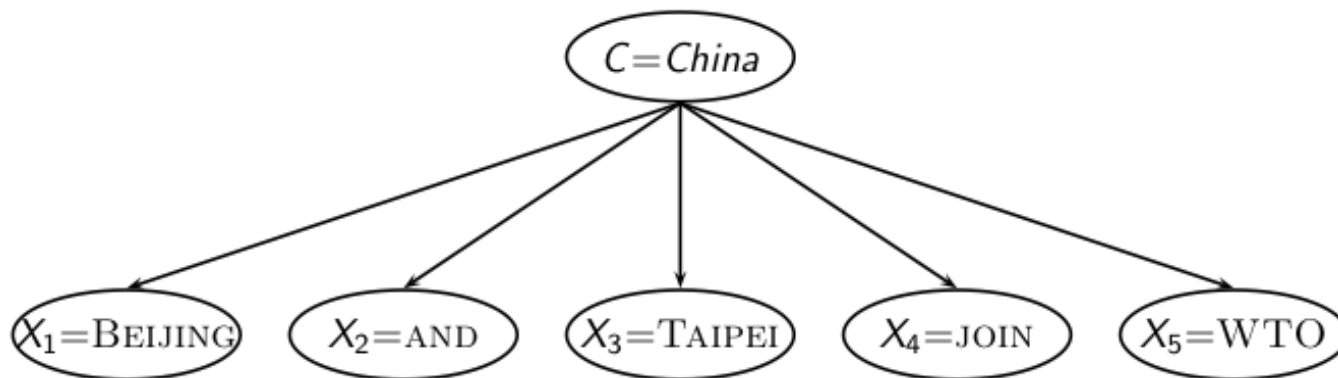 C=China
X₁=BEIJING X₂=AND X₃=TAIPEI X₄=JOIN X₅=WTO